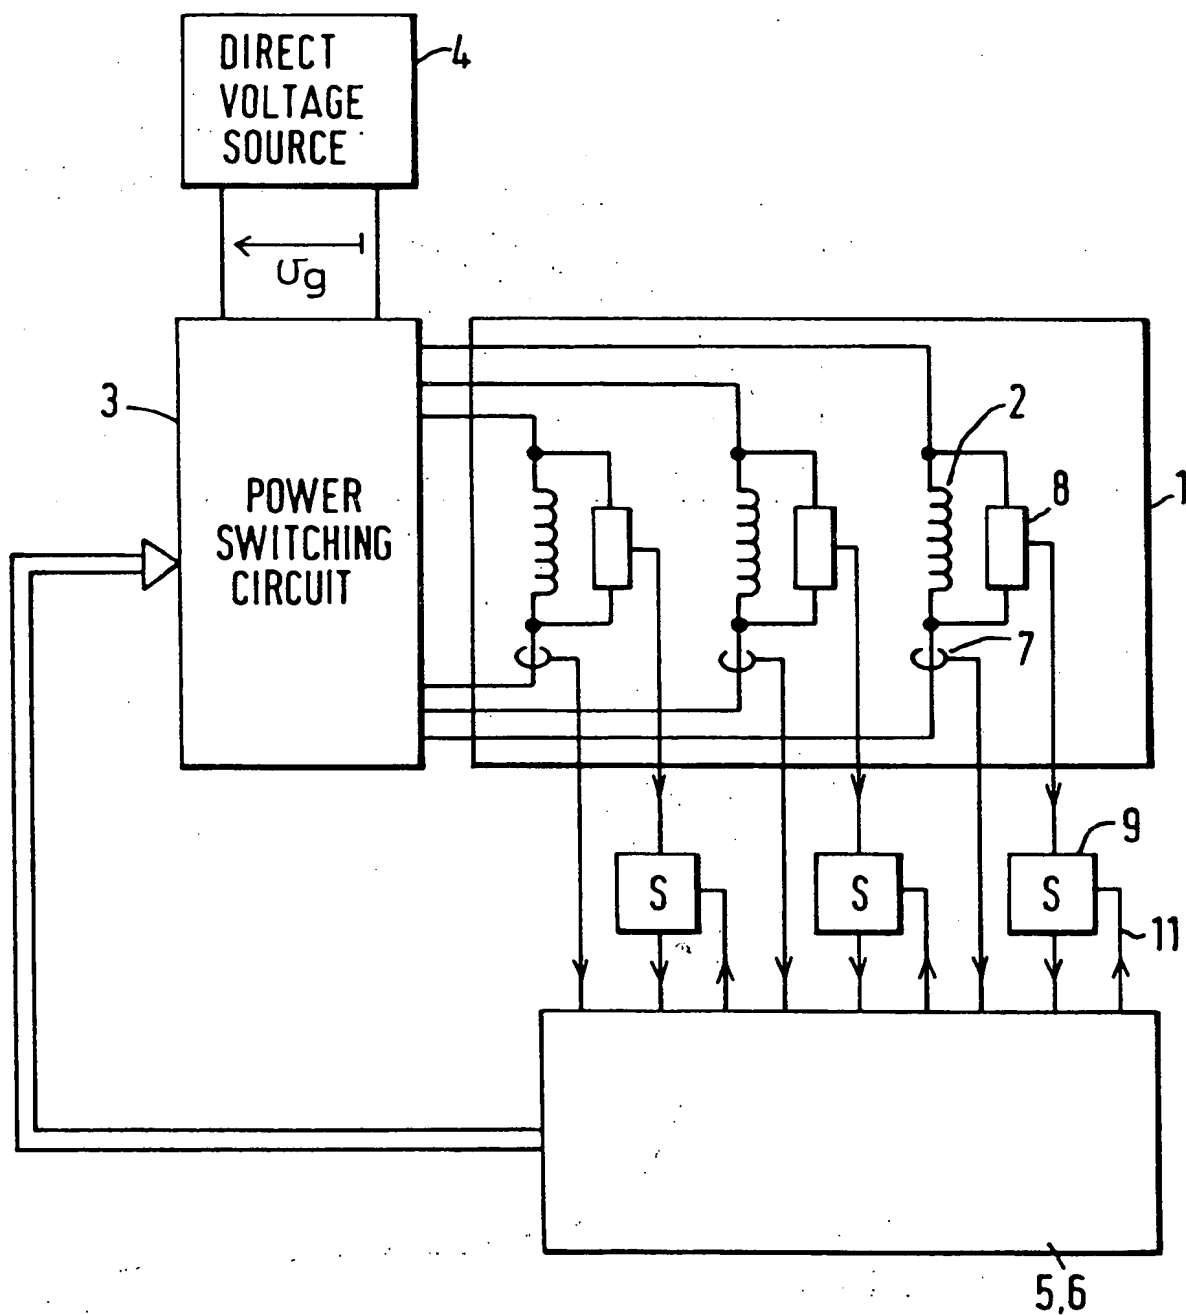 DIRECT
VOLTAGE
SOURCE
4
Ug
3
POWER
SWITCHING
CIRCUIT
2
8
1
7
S
S
S
9
11
5,6